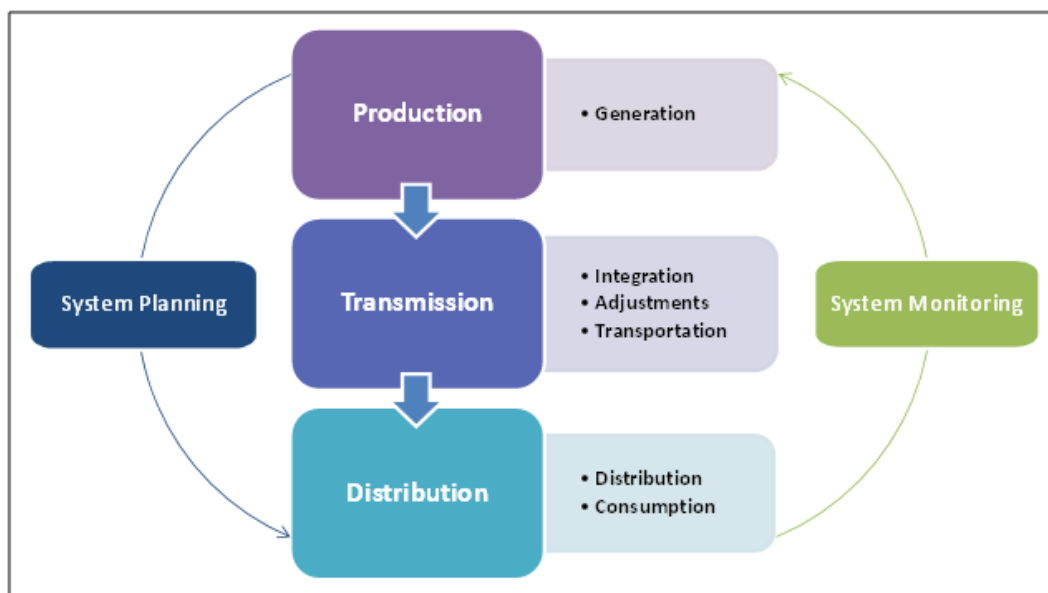 Production
• Generation
System Planning
Transmission
• Integration
• Adjustments
• Transportation
System Monitoring
Distribution
• Distribution
• Consumption